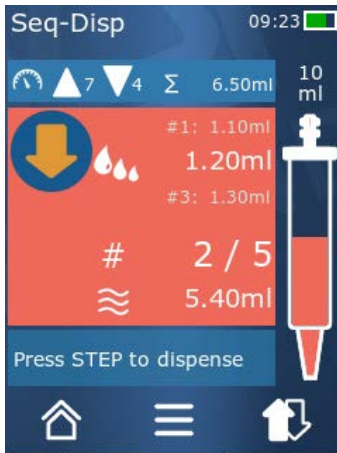 Seq-Disp 09:23
7 4 Σ 6.50ml
10
ml
#1: 1.10ml
1.20ml
#3: 1.30ml
# 2 / 5
5.40ml
Press STEP to dispense